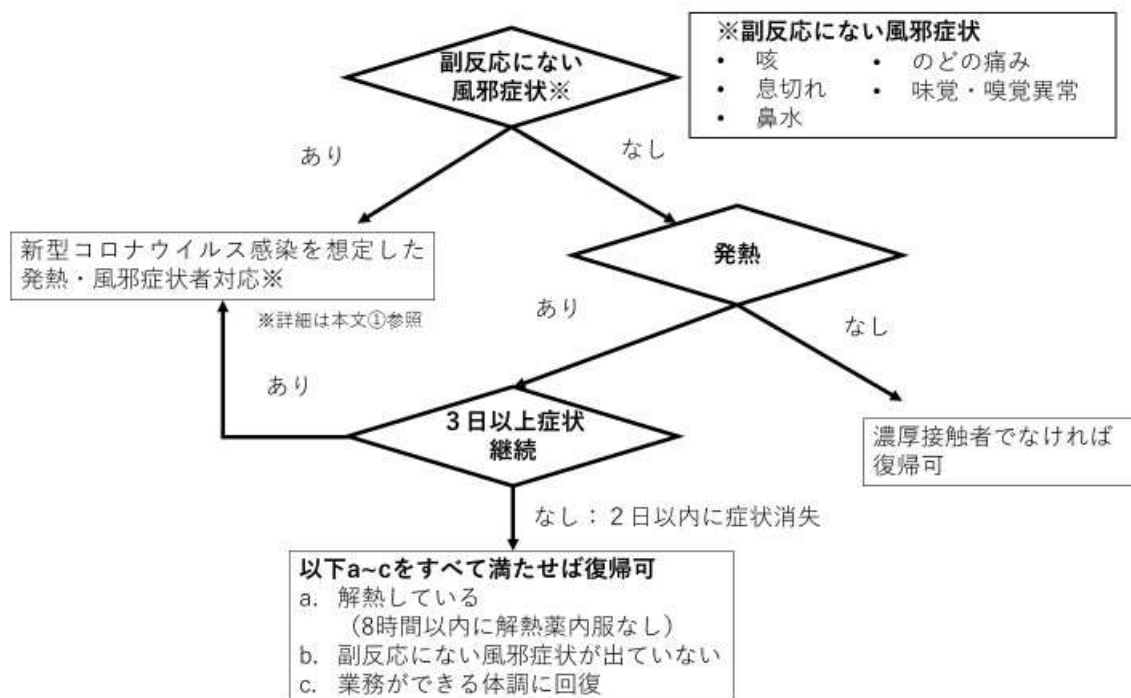 副反応にない
風邪症状※
※副反応にない風邪症状
• 咳
• 息切れ
• 鼻水
• のどの痛み
• 味覚・嗅覚異常
あり
なし
新型コロナウイルス感染を想定した
発熱・風邪症状者対応※
※詳細は本文①参照
発熱
あり
なし
あり
３日以上症状
継続
濃厚接触者でなければ
復帰可
なし：２日以内に症状消失
以下a~cをすべて満たせば復帰可
a. 解熱している
（8時間以内に解熱薬内服なし）
b. 副反応にない風邪症状が出ていない
c. 業務ができる体調に回復